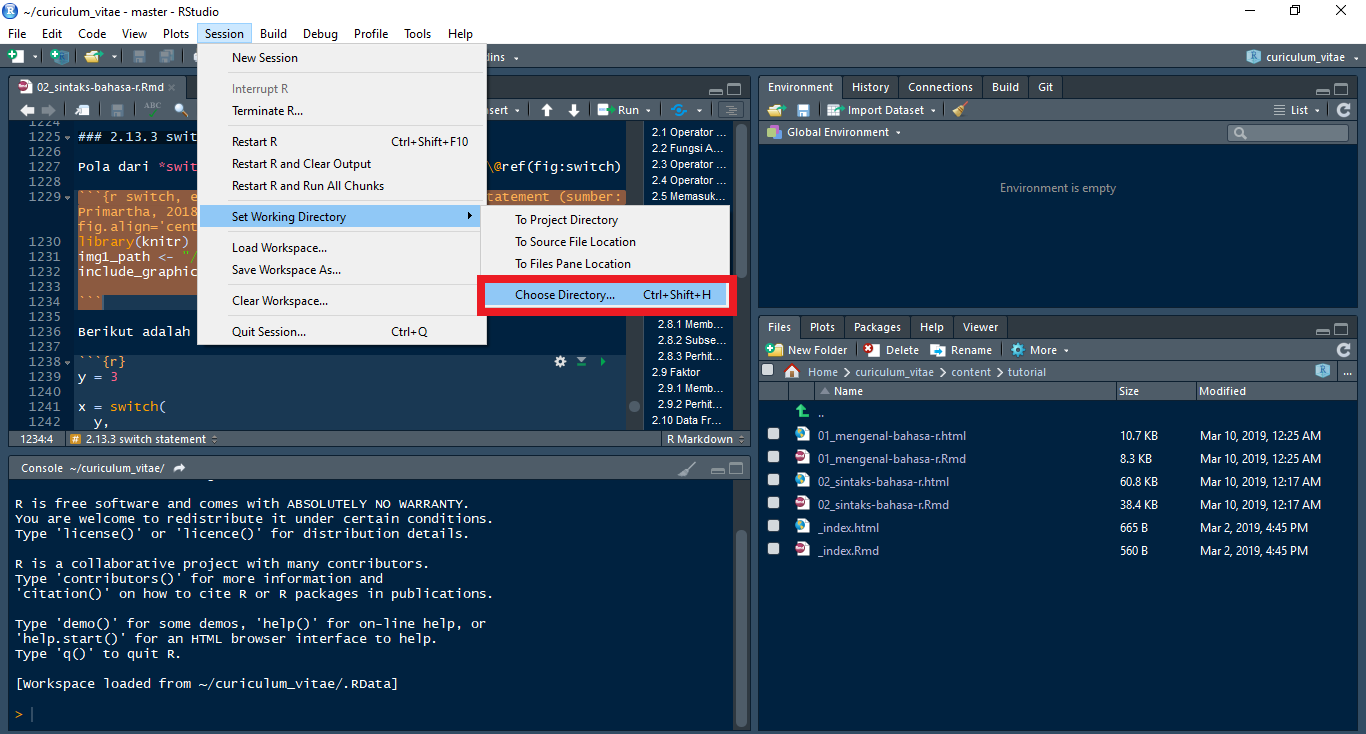 ~/curiculum_vitae - master - RStudio
File Edit Code View Plots Session Build Debug Profile Tools Help
curiculum_vitae
New Session
Interrupt R
Terminate R...
Restart R Ctrl+Shift+F10
Restart R and Clear Output
Restart R and Run All Chunks
Set Working Directory
Load Workspace...
Save Workspace As...
Clear Workspace...
Quit Session... Ctrl+Q
To Project Directory
To Source File Location
To Files Pane Location
Choose Directory... Ctrl+Shift+H
02_sintaks-bahasa-r.Rmd
ABC
Run
1224
1225 ### 2.13.3 swit
1226
1227 Pola dari *swit \@ref(fig:switch)
1228
1229 ```{r switch, e tatement (sumber:
Primartha, 2018
fig.align='cent
1230 library(knitr)
1231 img1_path <- "/
1232 include_graphic
1233
1234 ```
1235
1236 Berikut adalah
1237
1238 ```{r}
1239 y = 3
1240
1241 x = switch(
1242 y,
2.1 Operator ...
2.2 Fungsi A...
2.3 Operator ...
2.4 Operator ...
2.5 Memasuk...
2.8.1 Memb...
2.8.2 Subse...
2.8.3 Perhit...
2.9 Faktor
2.9.1 Memb...
2.9.2 Perhit...
2.10 Data Fr...
1234:4 # 2.13.3 switch statement R Markdown
Console ~/curiculum_vitae/
R is free software and comes with ABSOLUTELY NO WARRANTY.
You are welcome to redistribute it under certain conditions.
Type 'license()' or 'licence()' for distribution details.
R is a collaborative project with many contributors.
Type 'contributors()' for more information and
'citation()' on how to cite R or R packages in publications.
Type 'demo()' for some demos, 'help()' for on-line help, or
'help.start()' for an HTML browser interface to help.
Type 'q()' to quit R.
[Workspace loaded from ~/curiculum_vitae/.RData]
>
Environment History Connections Build Git
Import Dataset List
Global Environment
Environment is empty
Files Plots Packages Help Viewer
New Folder Delete Rename More
Home curiculum_vitae content tutorial ...
Name Size Modified
..
01_mengenal-bahasa-r.html 10.7 KB Mar 10, 2019, 12:25 AM
01_mengenal-bahasa-r.Rmd 8.3 KB Mar 10, 2019, 12:25 AM
02_sintaks-bahasa-r.html 60.8 KB Mar 10, 2019, 12:17 AM
02_sintaks-bahasa-r.Rmd 38.4 KB Mar 10, 2019, 12:17 AM
_index.html 665 B Mar 2, 2019, 4:45 PM
_index.Rmd 560 B Mar 2, 2019, 4:45 PM